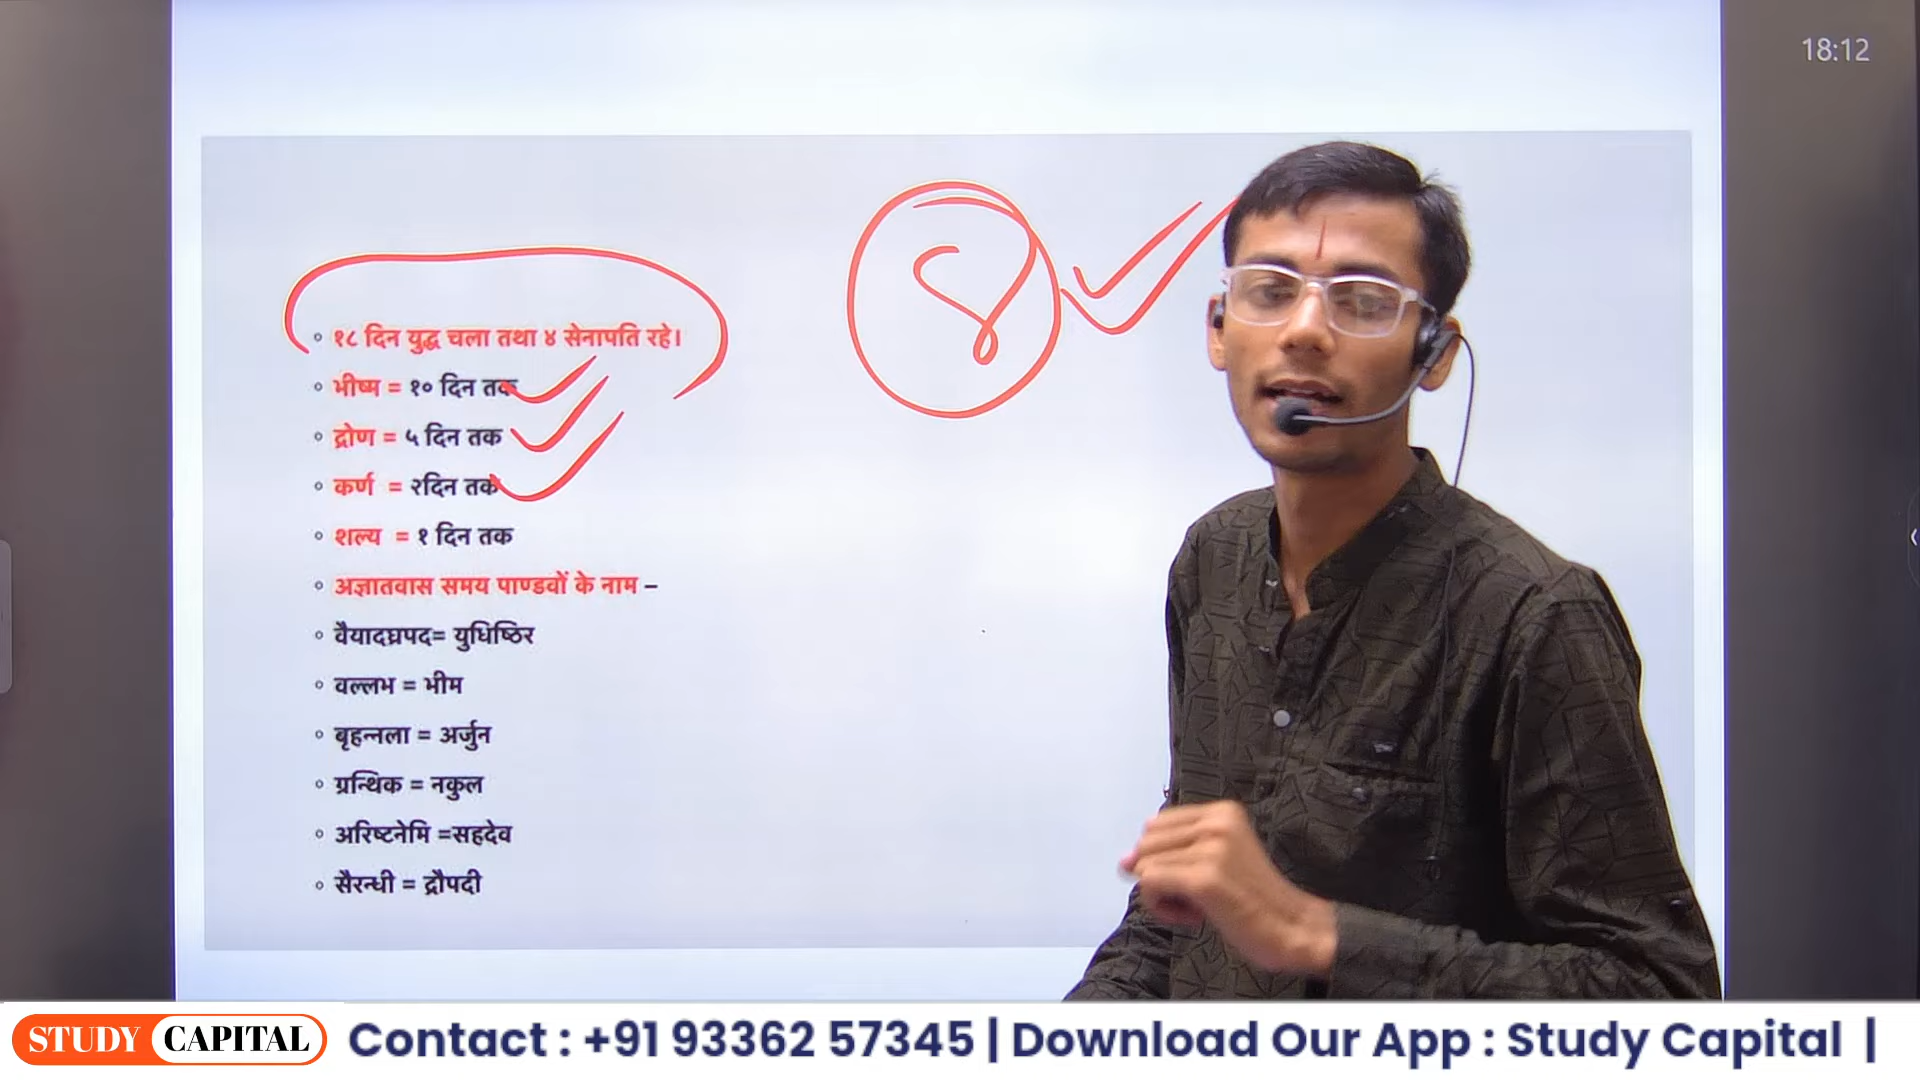 18:12
४
१८ दिन युद्ध चला तथा ४ सेनापति रहे।
भीष्म = १० दिन तक
द्रोण = ५ दिन तक
कर्ण = २दिन तक
शल्य = १ दिन तक
अज्ञातवास समय पाण्डवों के नाम –
वैयादघ्रपद= युधिष्ठिर
वल्लभ = भीम
बृहन्नला = अर्जुन
ग्रन्थिक = नकुल
अरिष्टनेमि =सहदेव
सैरन्धी = द्रौपदी
STUDY CAPITAL Contact : +91 93362 57345 | Download Our App : Study Capital |